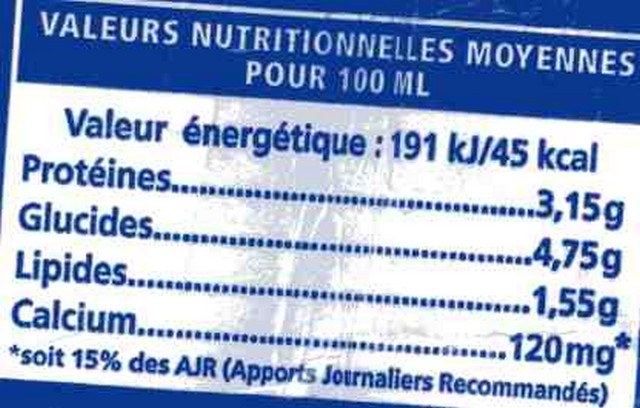 VALEURS NUTRITIONNELLES MOYENNES
POUR 100 ML
Valeur énergétique : 191 kJ/45 kcal
Protéines..............................3,15g
Glucides..............................4,75g
Lipides..............................1,55g
Calcium..............................120mg*
*soit 15% des AJR (Apports Journaliers Recommandés)